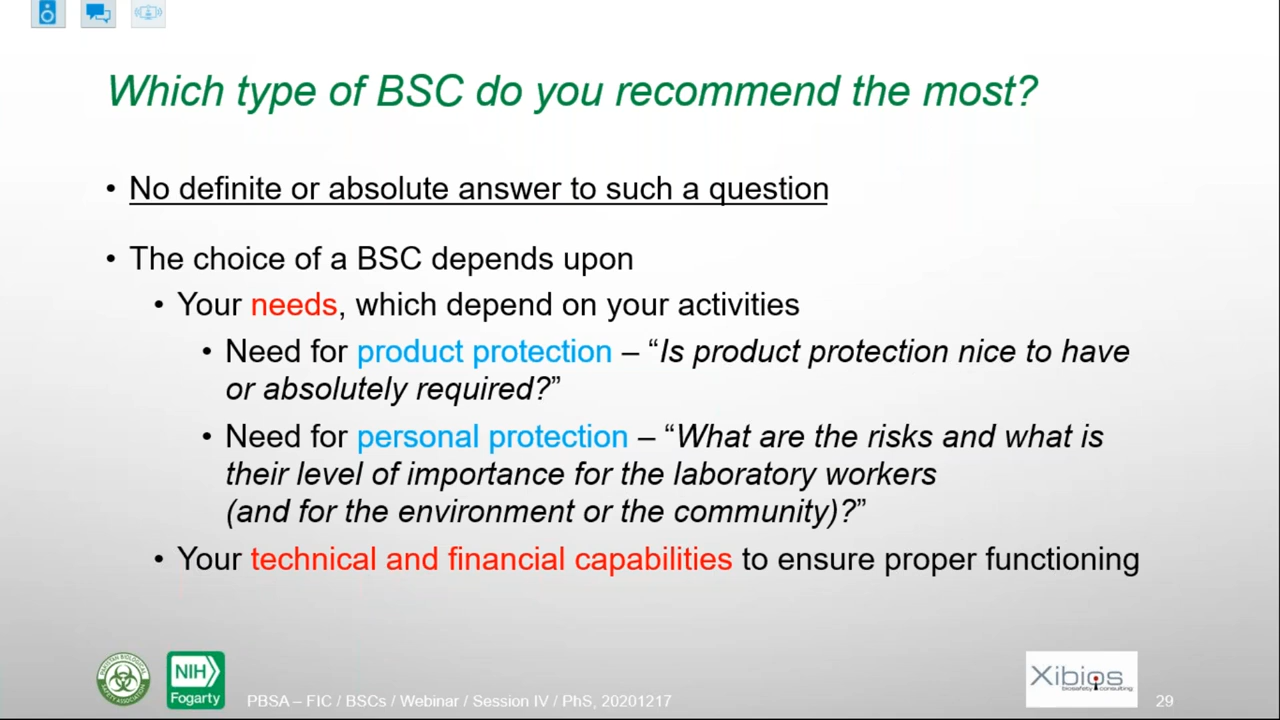 Which type of BSC do you recommend the most?
• No definite or absolute answer to such a question
• The choice of a BSC depends upon
• Your needs, which depend on your activities
• Need for product protection – “Is product protection nice to have
or absolutely required?”
• Need for personal protection – “What are the risks and what is
their level of importance for the laboratory workers
(and for the environment or the community)?”
• Your technical and financial capabilities to ensure proper functioning
NIH
Fogarty
PBSA – FIC / BSCs / Webinar / Session IV / PhS, 20201217
Xibios
biosafety consulting
29